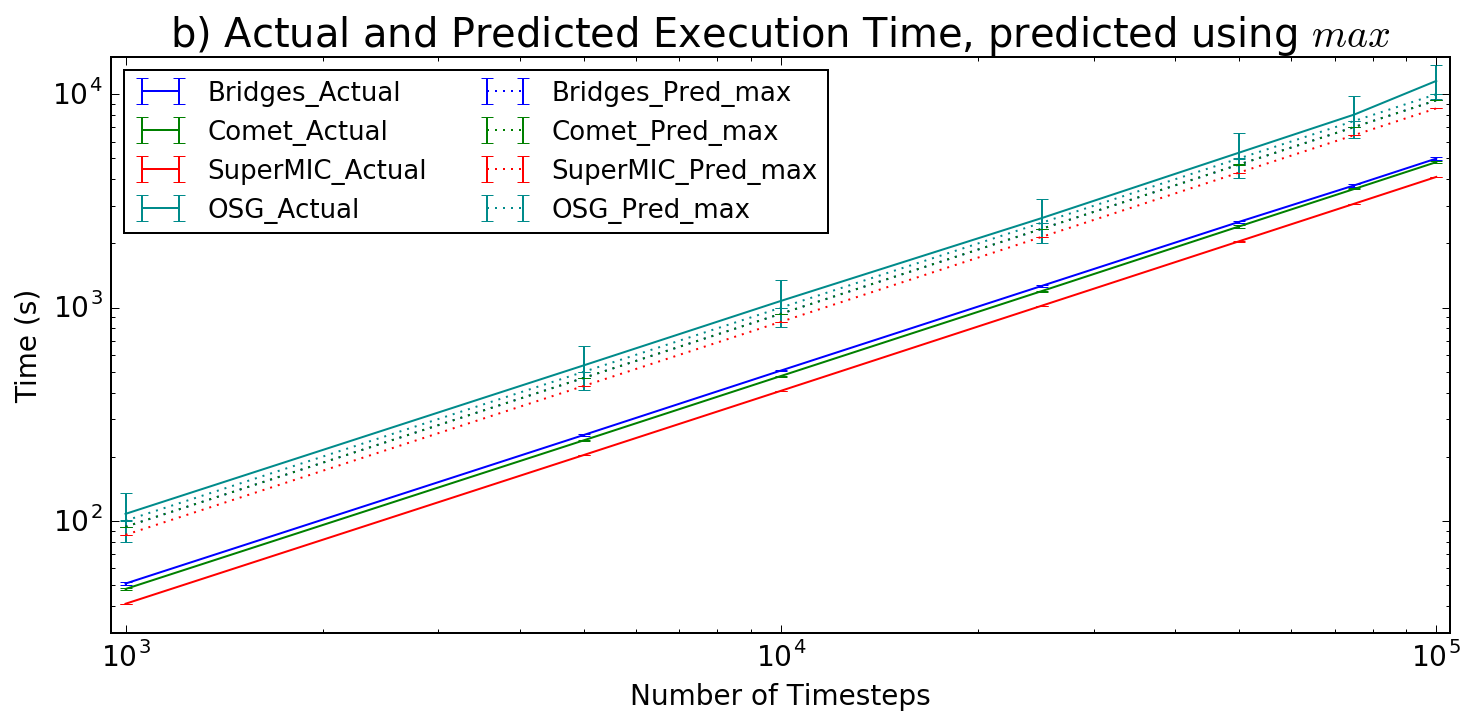 b) Actual and Predicted Execution Time, predicted using max
Bridges_Actual
Comet_Actual
SuperMIC_Actual
OSG_Actual
Bridges_Pred_max
Comet_Pred_max
SuperMIC_Pred_max
OSG_Pred_max
Time (s)
10⁴
10³
10²
10³
10⁴
10⁵
Number of Timesteps